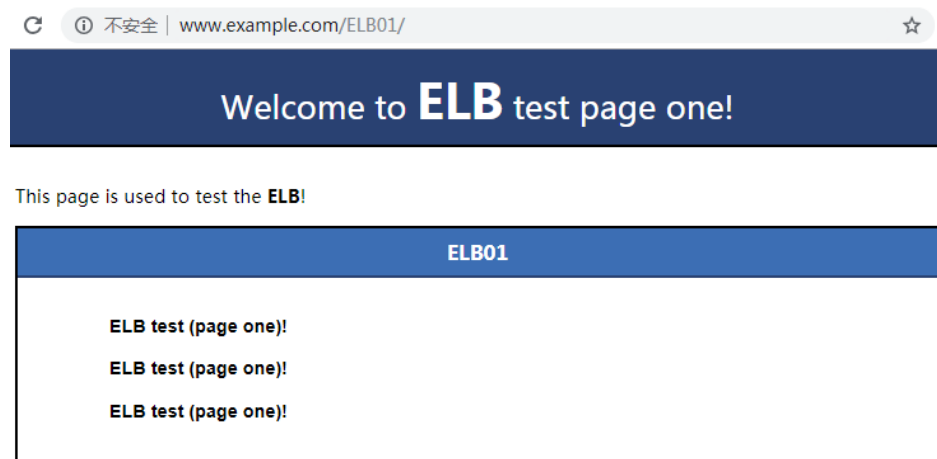 不安全 | www.example.com/ELB01/
Welcome to ELB test page one!
This page is used to test the ELB!
ELB01
ELB test (page one)!
ELB test (page one)!
ELB test (page one)!